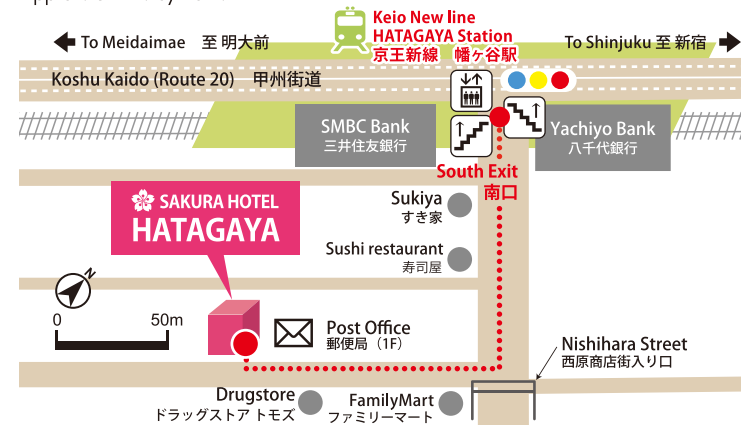 Keio New line
HATAGAYA Station
京王新線 幡ヶ谷駅
To Meidaimae 至 明大前
To Shinjuku 至 新宿
Koshu Kaido (Route 20) 甲州街道
SMBC Bank
三井住友銀行
Yachiyo Bank
八千代銀行
South Exit
南口
SAKURA HOTEL
HATAGAYA
Sukiya
すき家
Sushi restaurant
寿司屋
N
0 50m
Post Office
郵便局（1F）
Nishihara Street
西原商店街入り口
Drugstore
ドラッグストア トモズ
FamilyMart
ファミリーマート